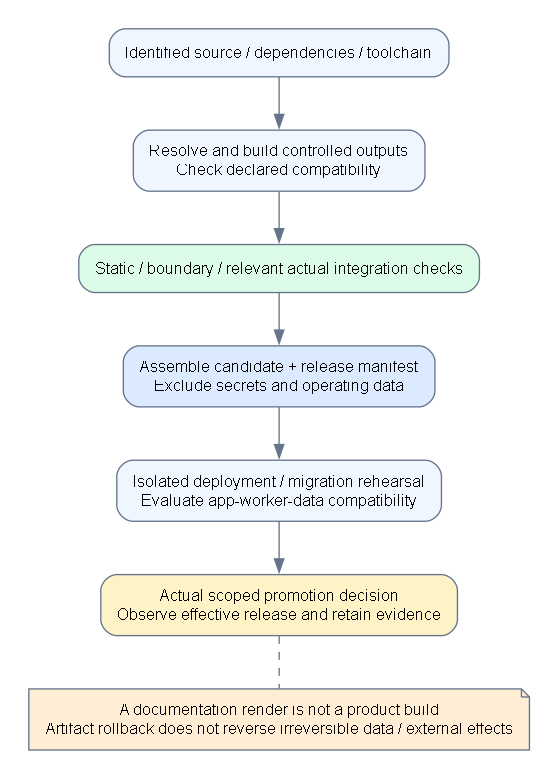 Identified source / dependencies / toolchain
Resolve and build controlled outputs
Check declared compatibility
Static / boundary / relevant actual integration checks
Assemble candidate + release manifest
Exclude secrets and operating data
Isolated deployment / migration rehearsal
Evaluate app-worker-data compatibility
Actual scoped promotion decision
Observe effective release and retain evidence
A documentation render is not a product build
Artifact rollback does not reverse irreversible data / external effects